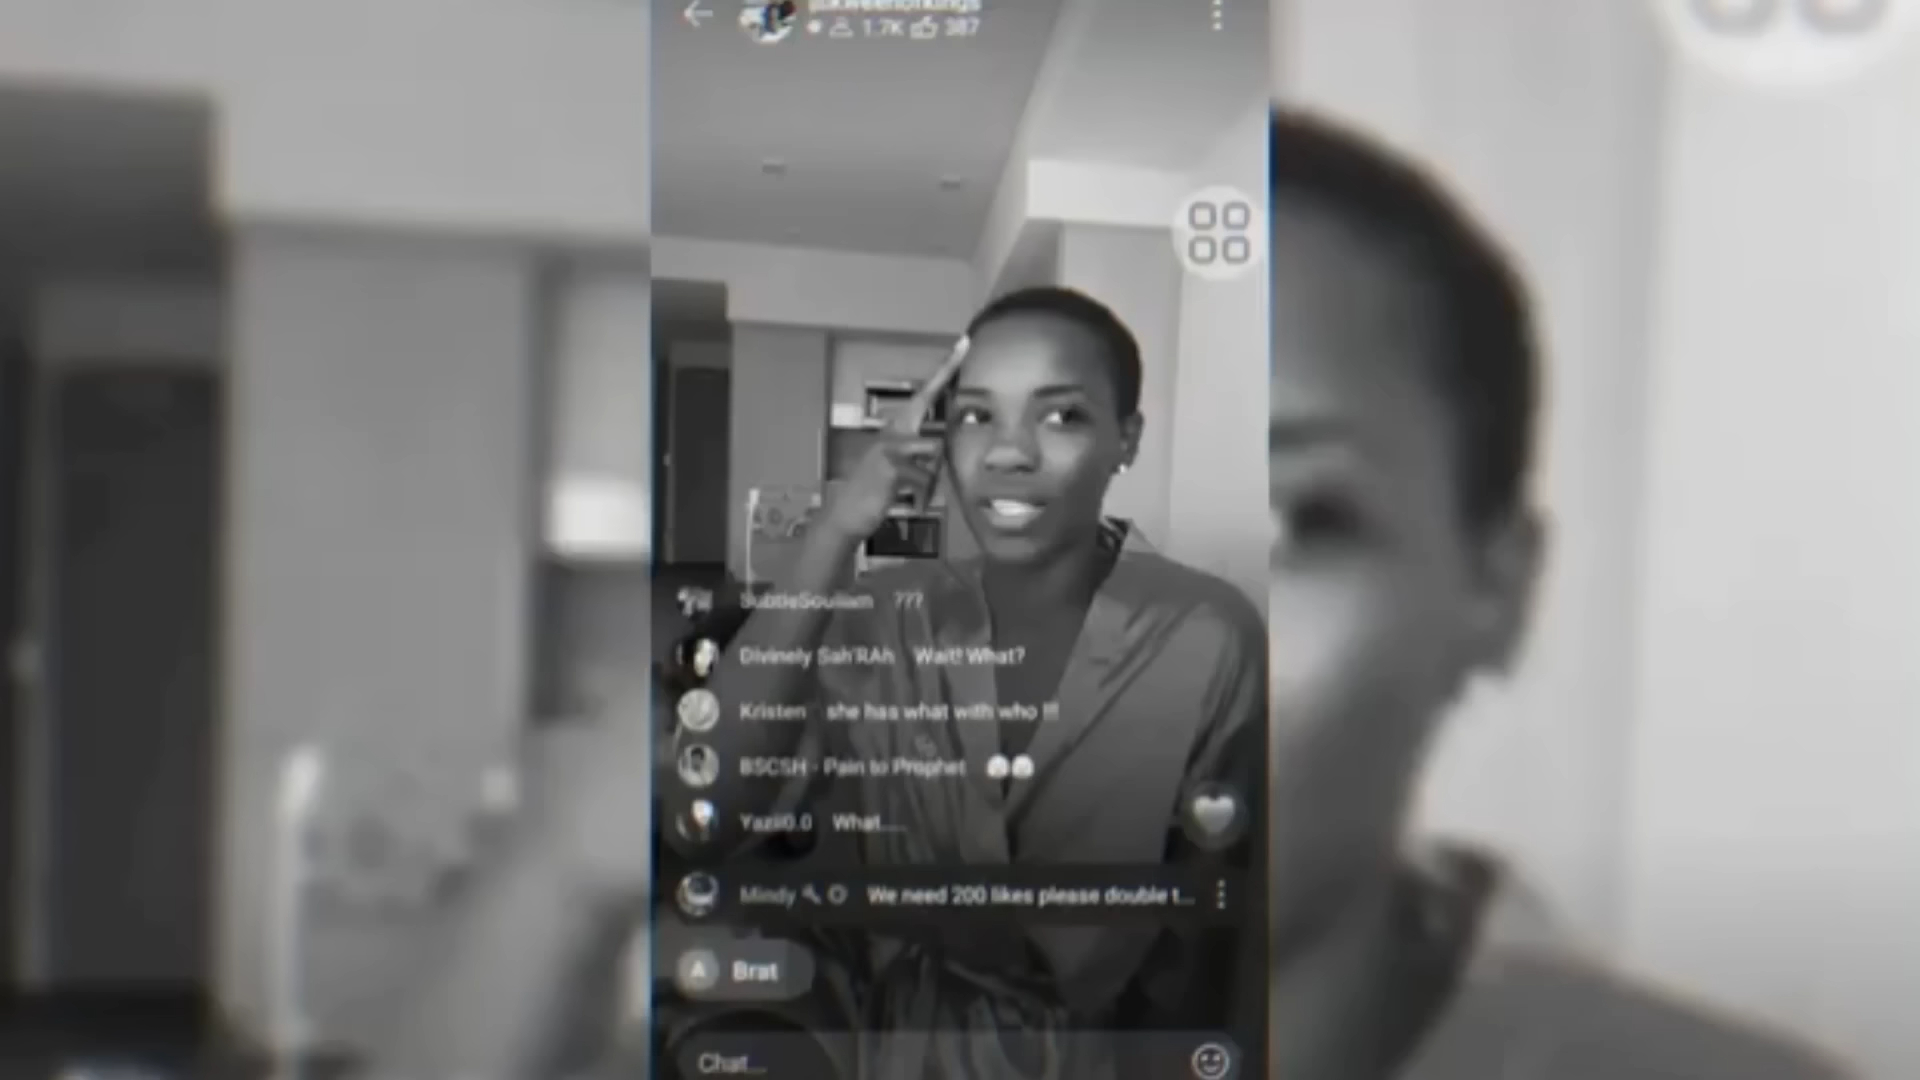 1.7K 387
??? 
Divinely Sah'RAh Wait! What?
Kristen she has what with who !!!
BSCSH - Pain to Prophet
Yazii0.0 What....
Mindy We need 200 likes please double t...
A Brat
Chat...